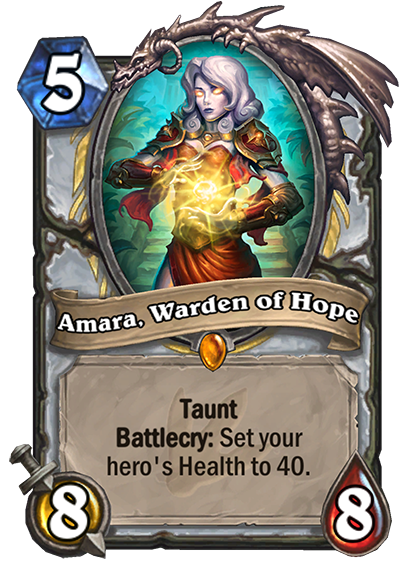 5
Amara, Warden of Hope
Taunt
Battlecry: Set your
hero's Health to 40.
8
8